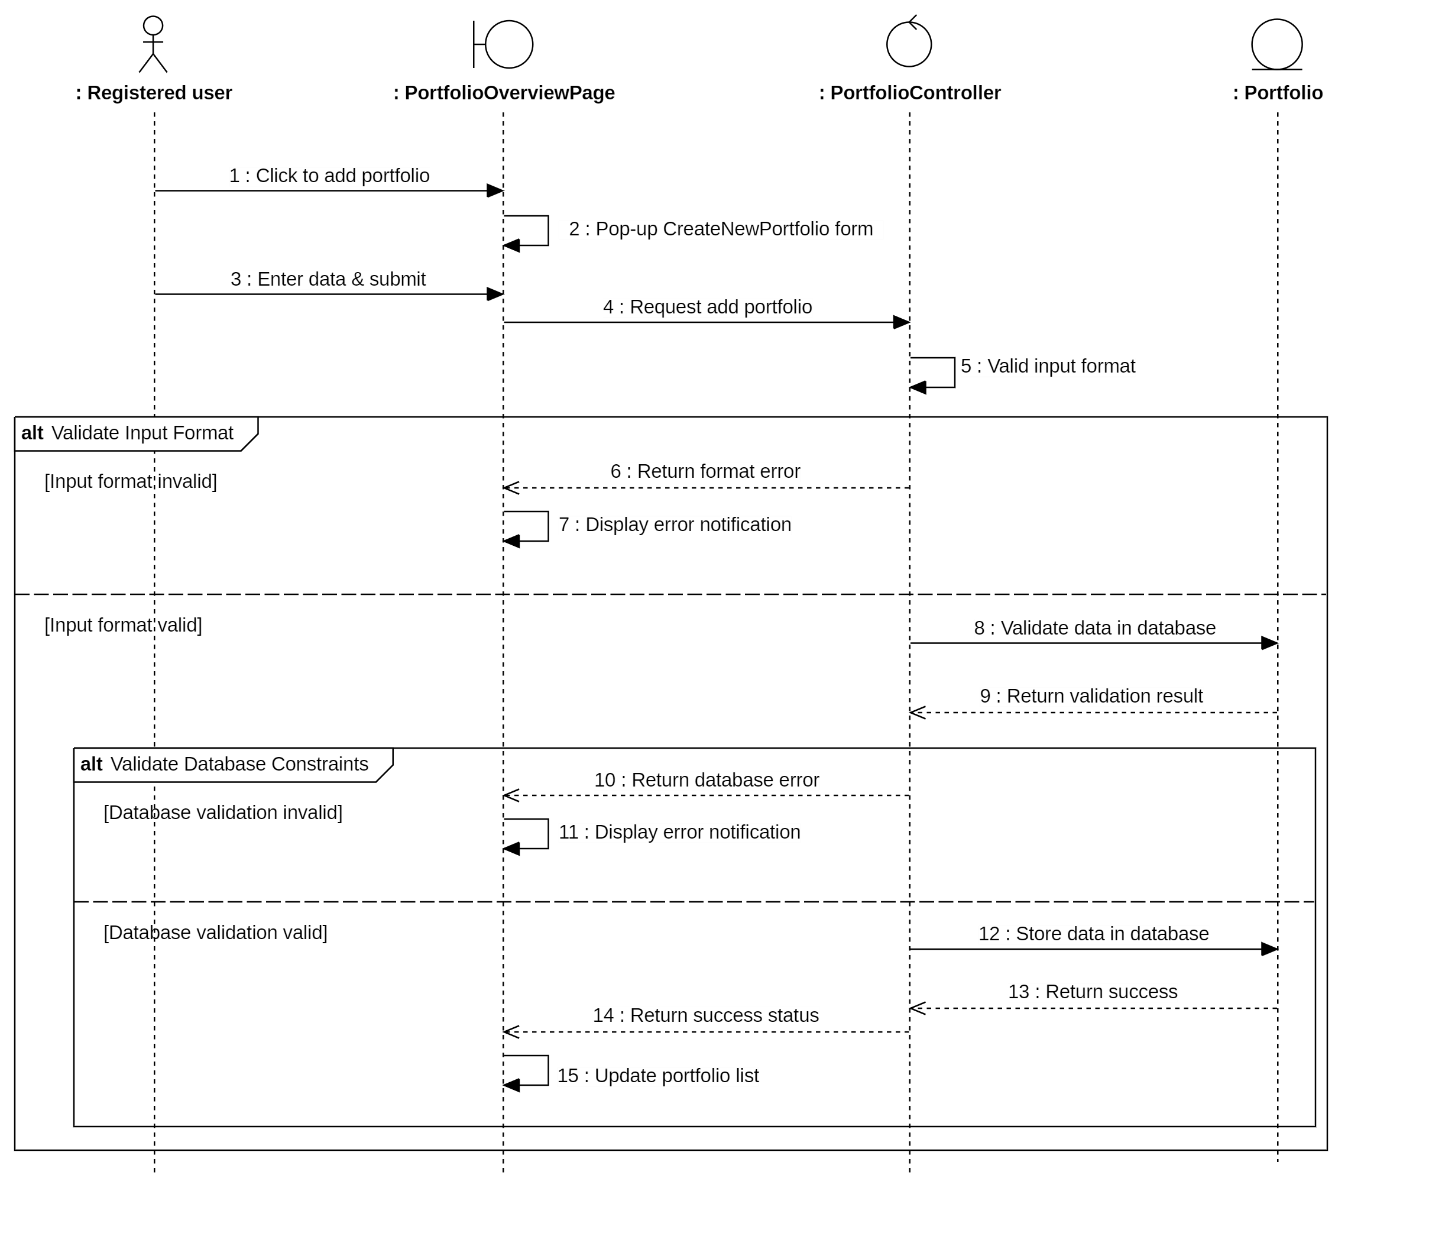 : Registered user
: PortfolioOverviewPage
: PortfolioController
: Portfolio
1 : Click to add portfolio
2 : Pop-up CreateNewPortfolio form
3 : Enter data & submit
4 : Request add portfolio
5 : Valid input format
alt Validate Input Format
[Input format invalid]
6 : Return format error
7 : Display error notification
[Input format valid]
8 : Validate data in database
9 : Return validation result
alt Validate Database Constraints
10 : Return database error
[Database validation invalid]
11 : Display error notification
[Database validation valid]
12 : Store data in database
13 : Return success
14 : Return success status
15 : Update portfolio list